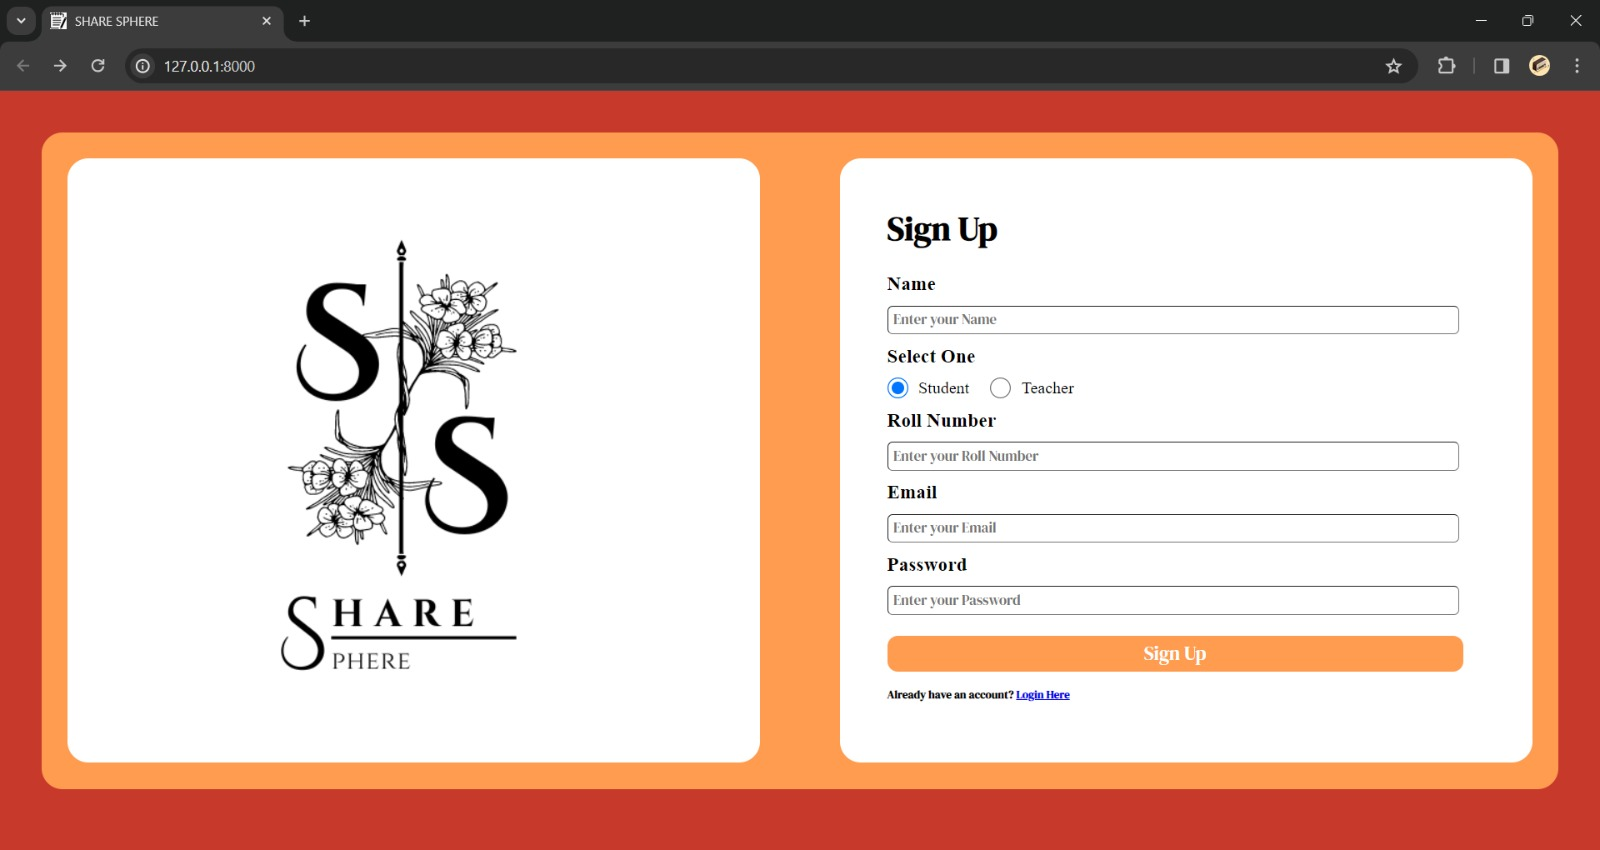 SHARE SPHERE
127.0.0.1:8000
S
S
SHARE
SPHERE
Sign Up
Name
Enter your Name
Select One
Student Teacher
Roll Number
Enter your Roll Number
Email
Enter your Email
Password
Enter your Password
Sign Up
Already have an account? Login Here